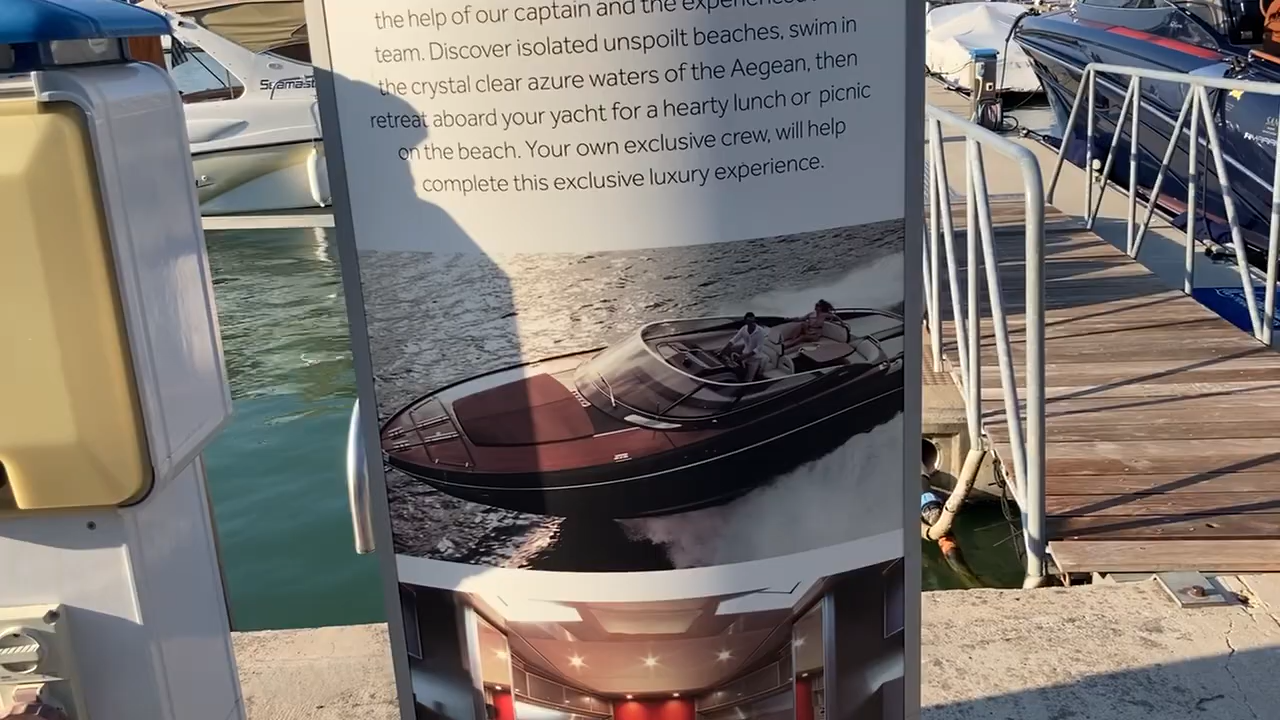 the help of our captain and the experienced
team. Discover isolated unspoilt beaches, swim in
the crystal clear azure waters of the Aegean, then
retreat aboard your yacht for a hearty lunch or picnic
on the beach. Your own exclusive crew, will help
complete this exclusive luxury experience.